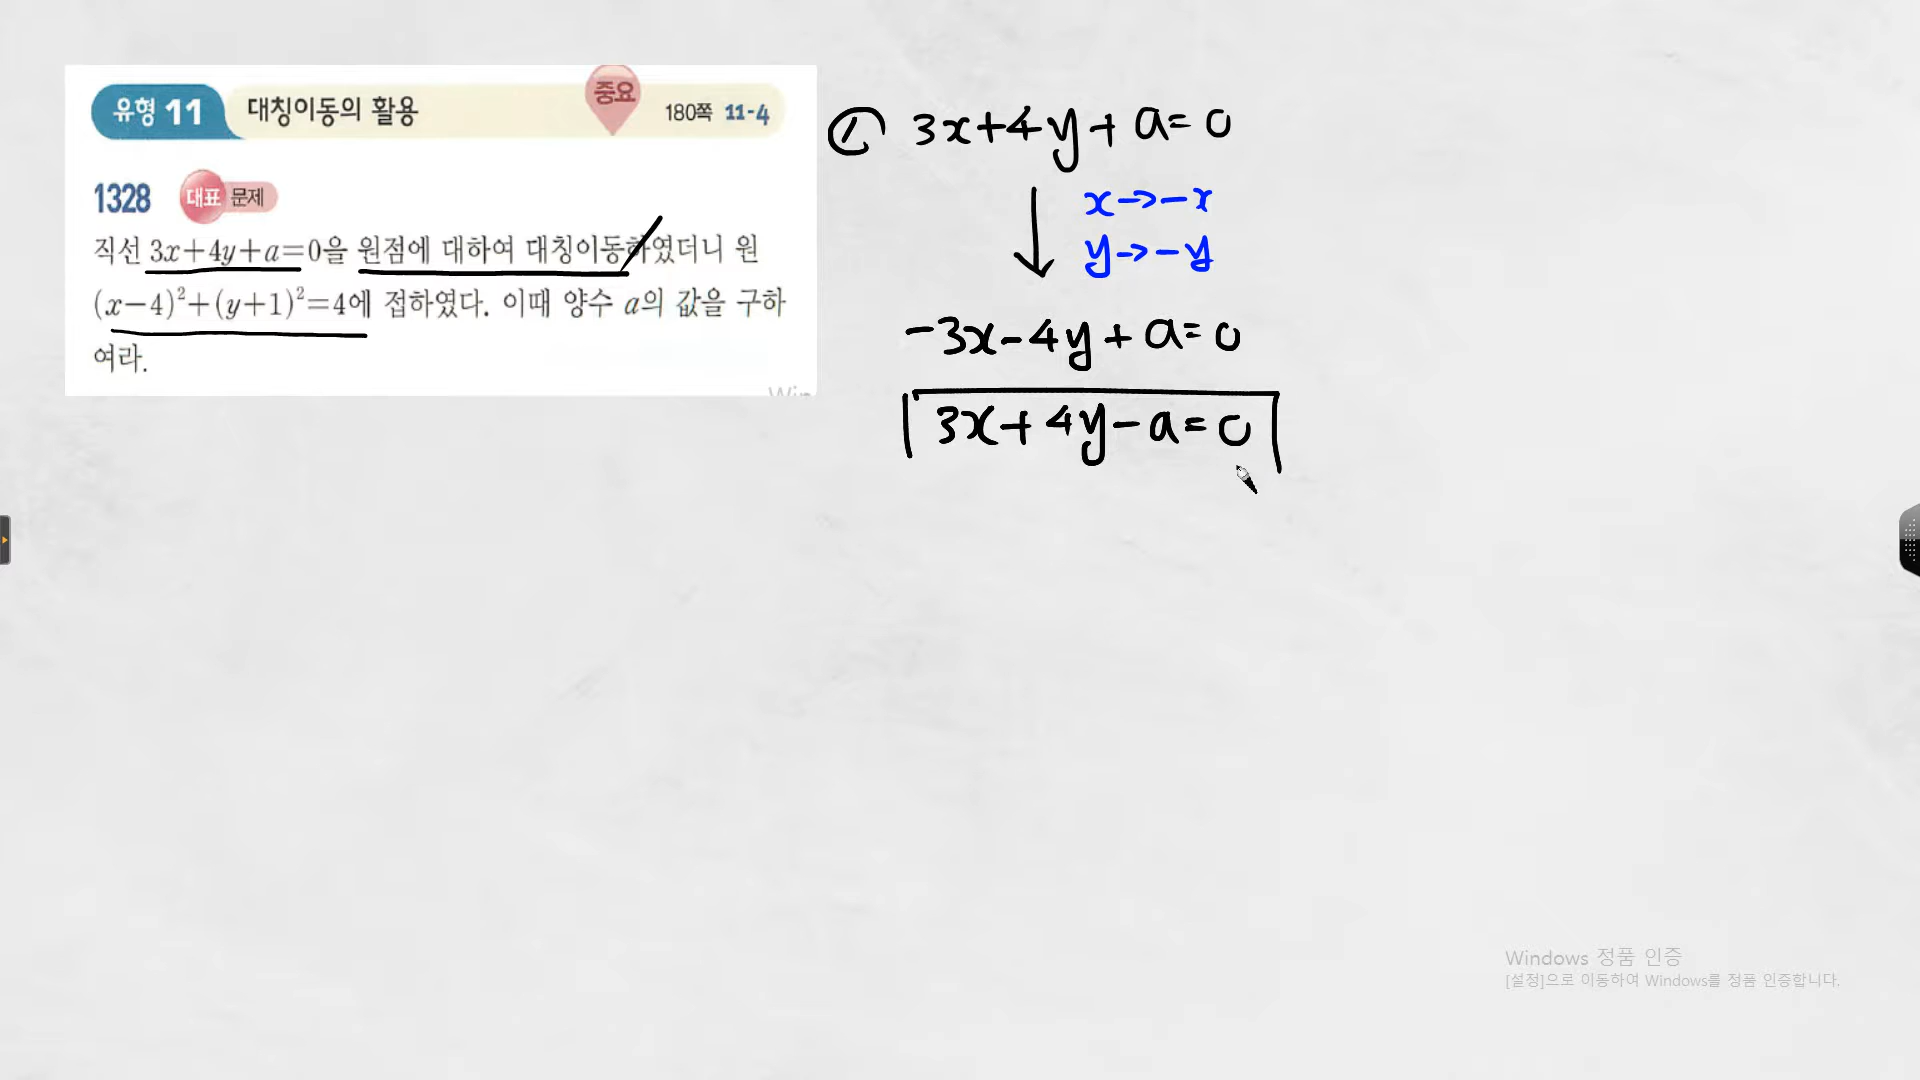 유형 11 대칭이동의 활용 중요 180쪽 11-4
1328 대표 문제
직선 3x+4y+a=0을 원점에 대하여 대칭이동하였더니 원
(x-4)²+(y+1)²=4에 접하였다. 이때 양수 a의 값을 구하
여라.
① 3x+4y+a=0
x→-x
y→-y
-3x-4y+a=0
3x+4y-a=0
Windows 정품 인증
[설정]으로 이동하여 Windows를 정품 인증합니다.